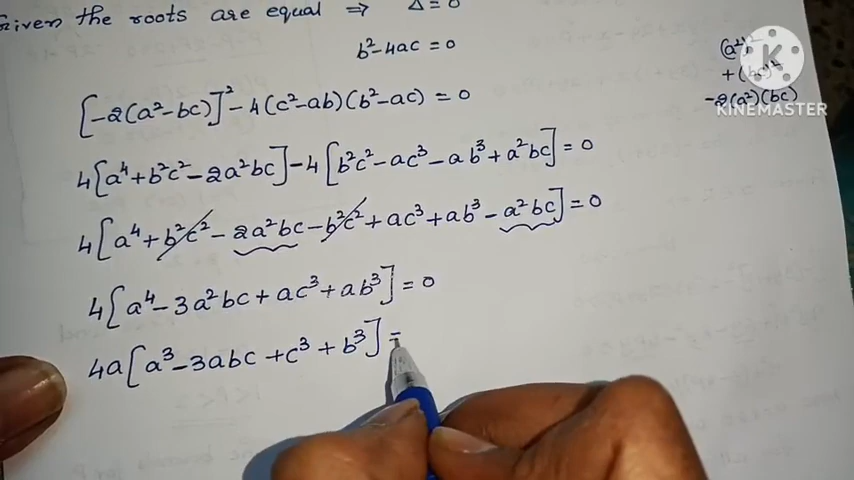 Given the roots are equal ⇒ Δ = 0
b² - 4ac = 0
[-2(a² - bc)]² - 4(c² - ab)(b² - ac) = 0
4[a⁴ + b²c² - 2a²bc] - 4[b²c² - ac³ - ab³ + a²bc] = 0
4[a⁴ + b²c² - 2a²bc - b²c² + ac³ + ab³ - a²bc] = 0
4[a⁴ - 3a²bc + ac³ + ab³] = 0
4a[a³ - 3abc + c³ + b³] =
+(bc)²
-2(a²)(bc)
KINEMASTER